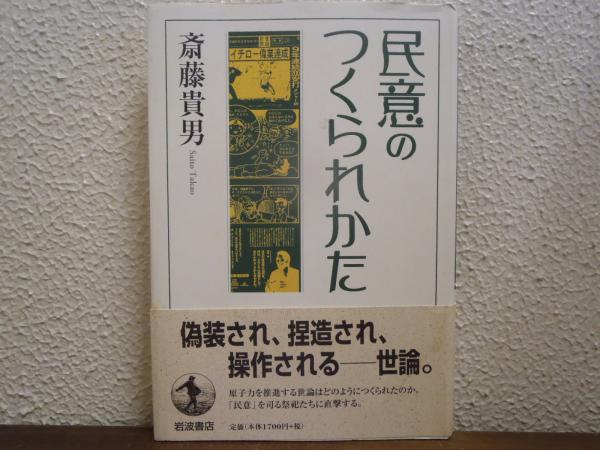 民意の
つくられかた
斎藤貴男
Saito Takao
イチロー偉業達成
偽装され、捏造され、
操作される——世論。
原子力を推進する世論はどのようにつくられたのか。
「民意」を司る祭祀たちに直撃する。
岩波書店
定価(本体1700円+税)